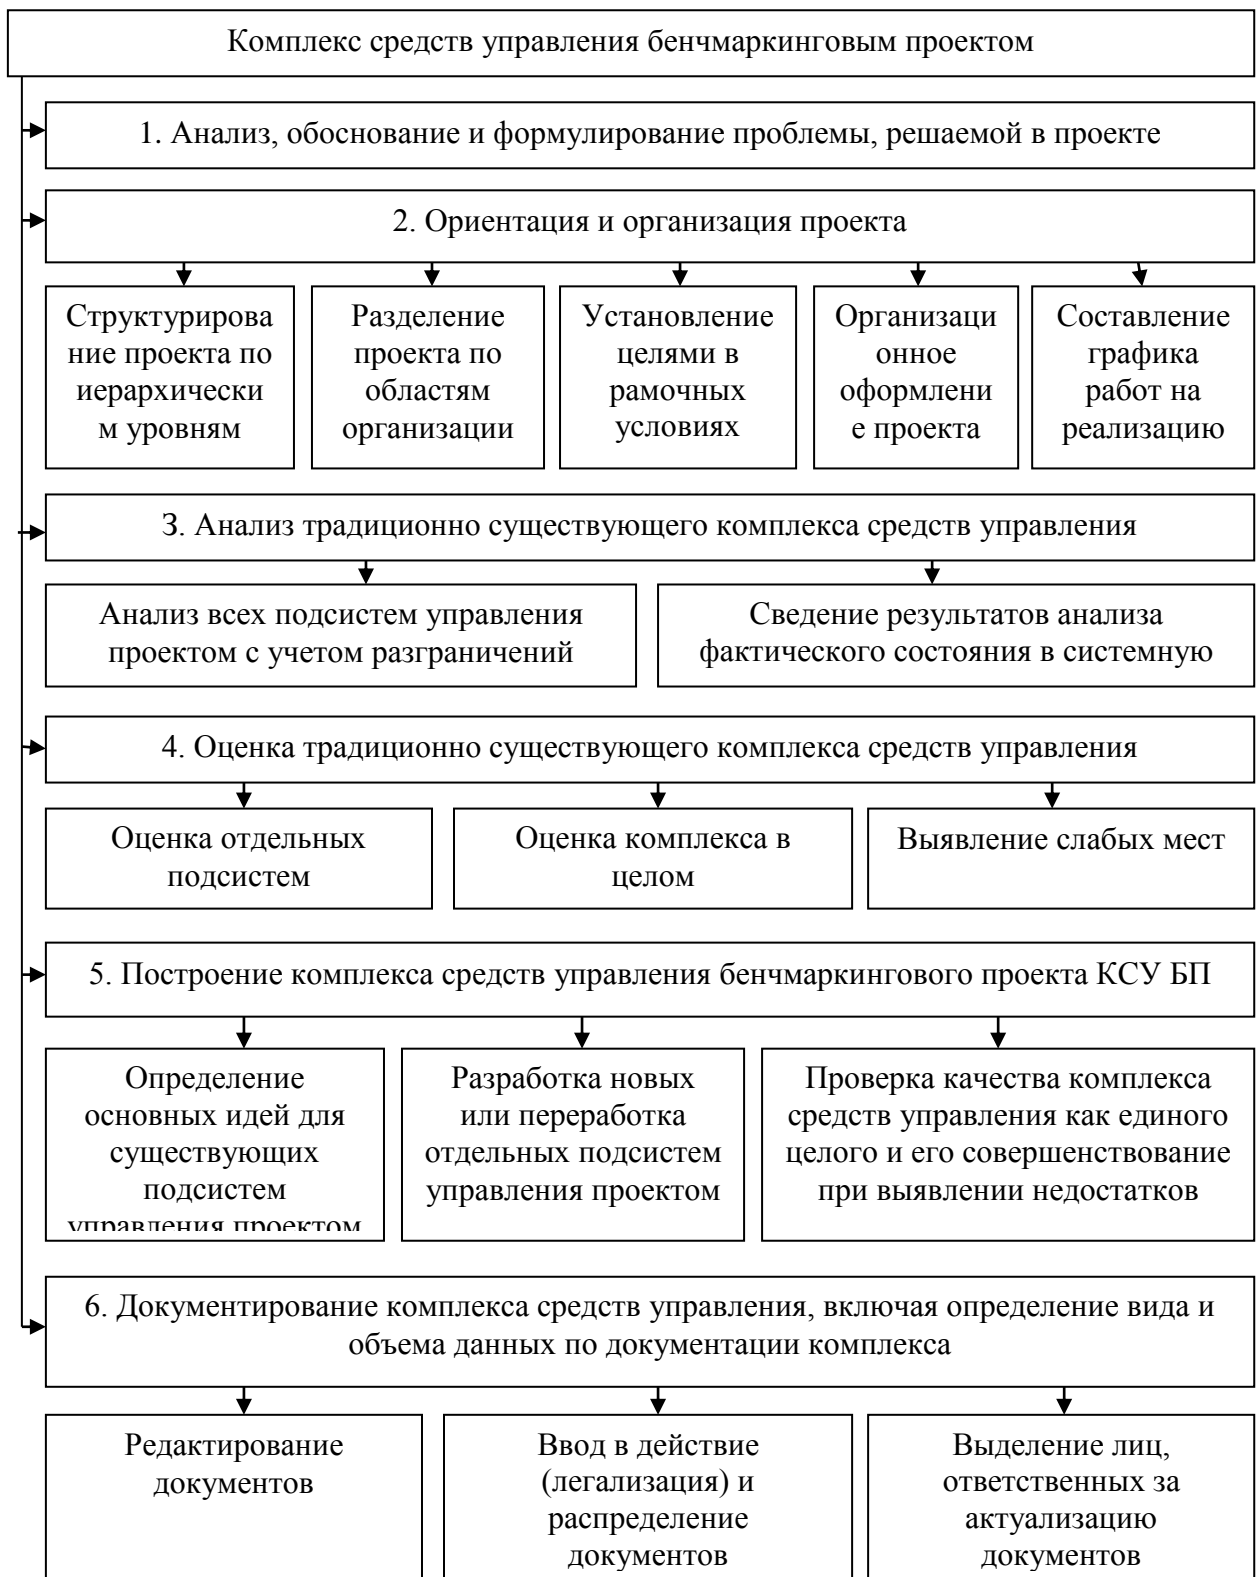 Комплекс средств управления бенчмаркинговым проектом
1. Анализ, обоснование и формулирование проблемы, решаемой в проекте
2. Ориентация и организация проекта
Структурирова
ние проекта по
иерархически
м уровням
Разделение
проекта по
областям
организации
Установление
целями в
рамочных
условиях
Организаци
онное
оформлени
е проекта
Составление
графика
работ на
реализацию
3. Анализ традиционно существующего комплекса средств управления
Анализ всех подсистем управления
проектом с учетом разграничений
Сведение результатов анализа
фактического состояния в системную
4. Оценка традиционно существующего комплекса средств управления
Оценка отдельных
подсистем
Оценка комплекса в
целом
Выявление слабых мест
5. Построение комплекса средств управления бенчмаркингового проекта КСУ БП
Определение
основных идей для
существующих
подсистем
управления проектом
Разработка новых
или переработка
отдельных подсистем
управления проектом
Проверка качества комплекса
средств управления как единого
целого и его совершенствование
при выявлении недостатков
6. Документирование комплекса средств управления, включая определение вида и
объема данных по документации комплекса
Редактирование
документов
Ввод в действие
(легализация) и
распределение
документов
Выделение лиц,
ответственных за
актуализацию
документов